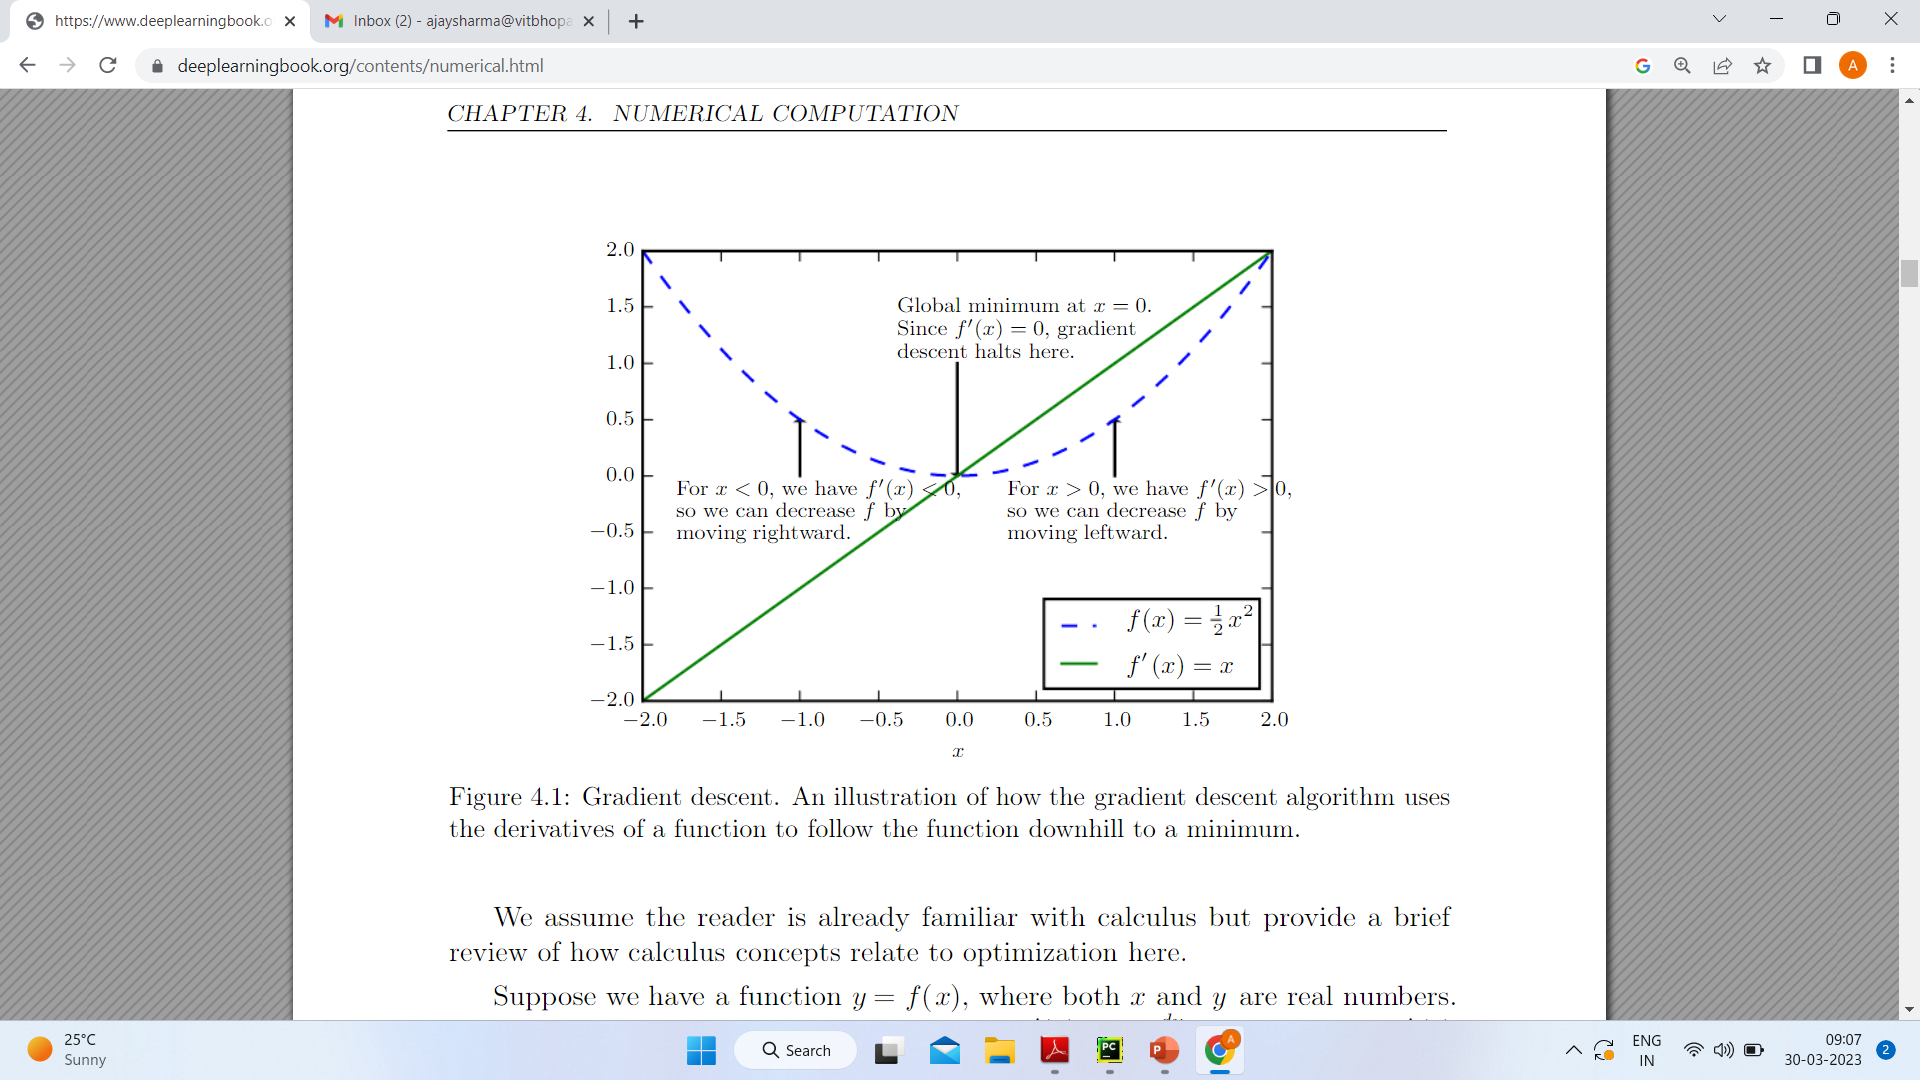 https://www.deeplearningbook.o
Inbox (2) - ajaysharma@vitbhopa
deeplearningbook.org/contents/numerical.html
A
CHAPTER 4. NUMERICAL COMPUTATION
2.0
1.5
1.0
0.5
0.0
−0.5
−1.0
−1.5
−2.0
Global minimum at x = 0.
Since f′(x) = 0, gradient
descent halts here.
For x < 0, we have f′(x) < 0,
so we can decrease f by
moving rightward.
For x > 0, we have f′(x) > 0,
so we can decrease f by
moving leftward.
f(x) = ½x²
f′(x) = x
−2.0 −1.5 −1.0 −0.5 0.0 0.5 1.0 1.5 2.0
x
Figure 4.1: Gradient descent. An illustration of how the gradient descent algorithm uses
the derivatives of a function to follow the function downhill to a minimum.
We assume the reader is already familiar with calculus but provide a brief
review of how calculus concepts relate to optimization here.
Suppose we have a function y = f(x), where both x and y are real numbers.
25°C
Sunny
Search
PC
P
A
ENG
IN
09:07
30-03-2023
2